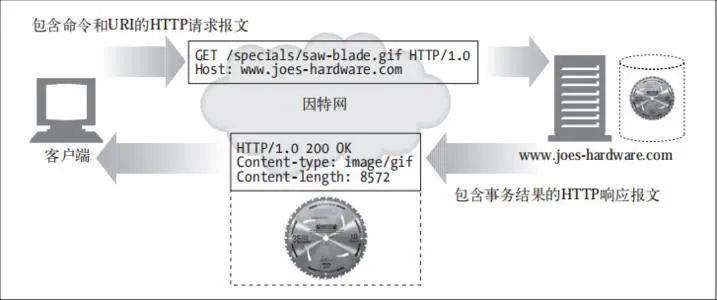 包含命令和URI的HTTP请求报文
GET /specials/saw-blade.gif HTTP/1.0
Host: www.joes-hardware.com
因特网
客户端
HTTP/1.0 200 OK
Content-type: image/gif
Content-length: 8572
www.joes-hardware.com
包含事务结果的HTTP响应报文